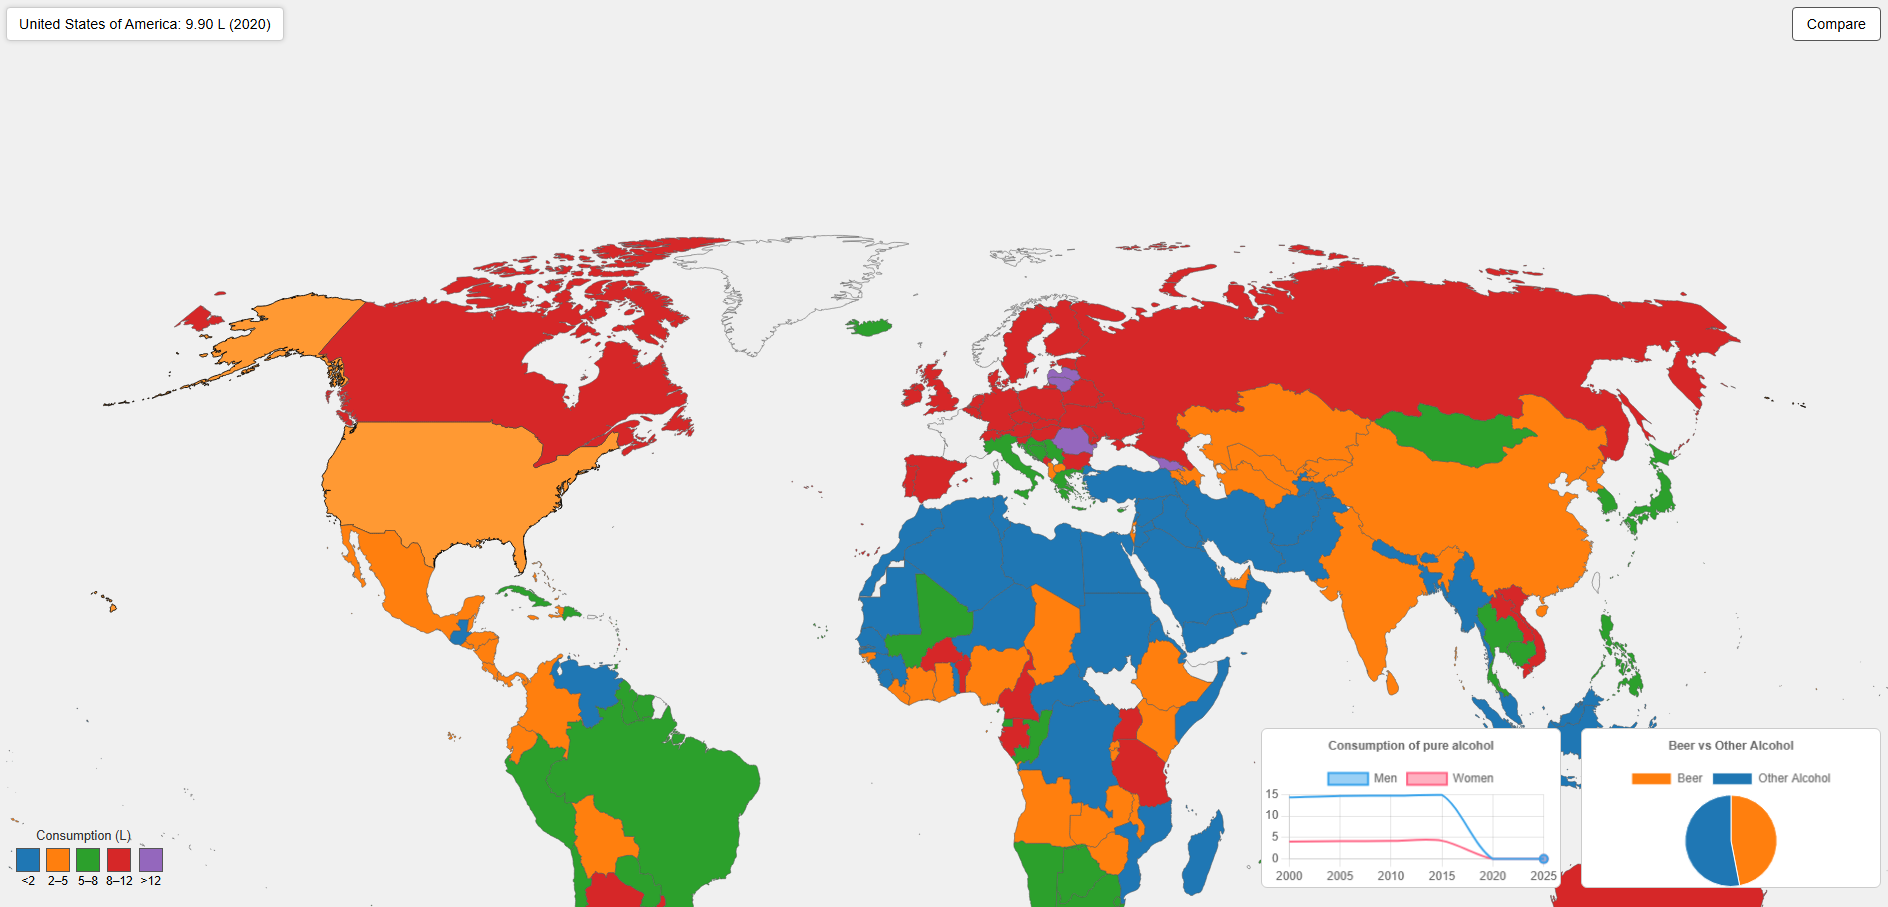 United States of America: 9.90 L (2020)
Compare
Consumption (L)
<2 2–5 5–8 8–12 >12
Consumption of pure alcohol
Men Women
15
10
5
0
2000 2005 2010 2015 2020 2025
Beer vs Other Alcohol
Beer Other Alcohol